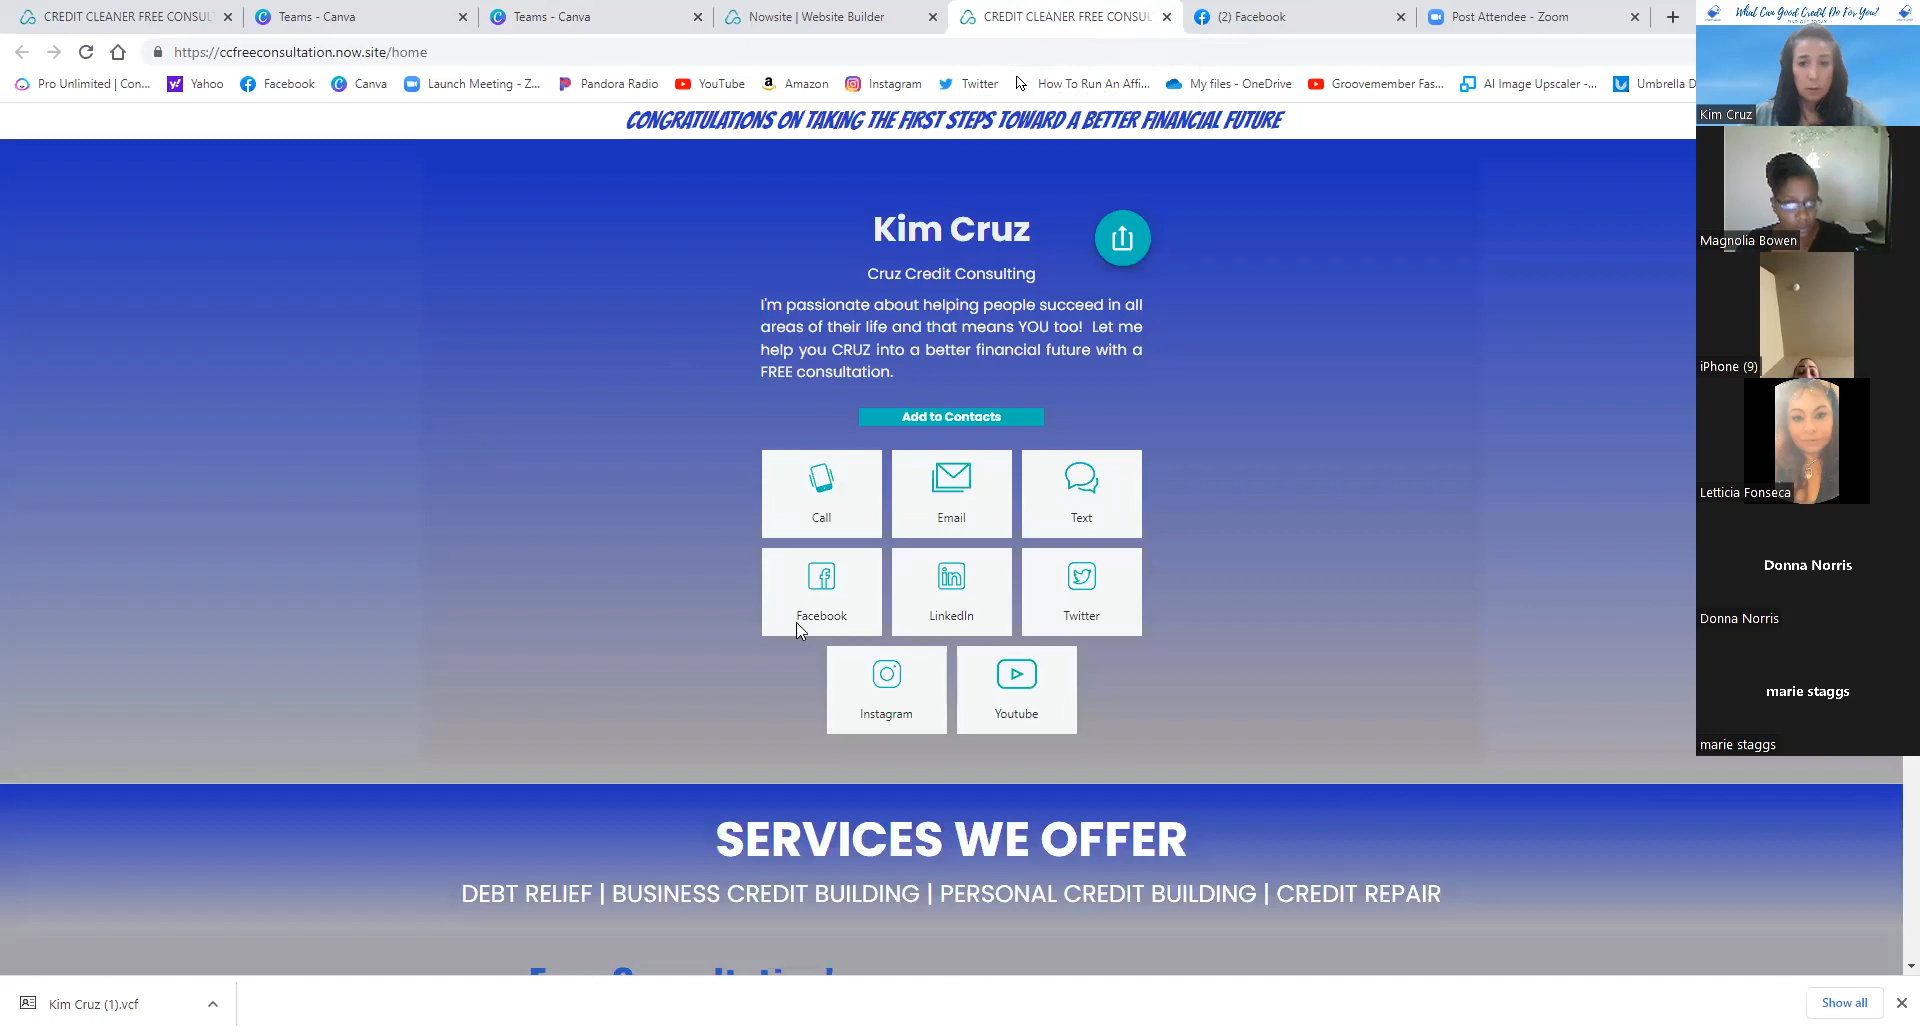 CREDIT CLEANER FREE CONSUL
Teams - Canva
Teams - Canva
Nowsite | Website Builder
CREDIT CLEANER FREE CONSUL
(2) Facebook
Post Attendee - Zoom
What Can Good Credit Do For You?
https://ccfreeconsultation.now.site/home
Pro Unlimited | Con...
Yahoo
Facebook
Canva
Launch Meeting - Z...
Pandora Radio
YouTube
Amazon
Instagram
Twitter
How To Run An Affi...
My files - OneDrive
Groovemember Fas...
AI Image Upscaler -...
Umbrella D
CONGRATULATIONS ON TAKING THE FIRST STEPS TOWARD A BETTER FINANCIAL FUTURE
Kim Cruz
Cruz Credit Consulting
I'm passionate about helping people succeed in all
areas of their life and that means YOU too! Let me
help you CRUZ into a better financial future with a
FREE consultation.
Add to Contacts
Call
Email
Text
Facebook
LinkedIn
Twitter
Instagram
Youtube
SERVICES WE OFFER
DEBT RELIEF | BUSINESS CREDIT BUILDING | PERSONAL CREDIT BUILDING | CREDIT REPAIR
Kim Cruz
Magnolia Bowen
iPhone (9)
Letticia Fonseca
Donna Norris
Donna Norris
marie staggs
marie staggs
Kim Cruz (1).vcf
Show all